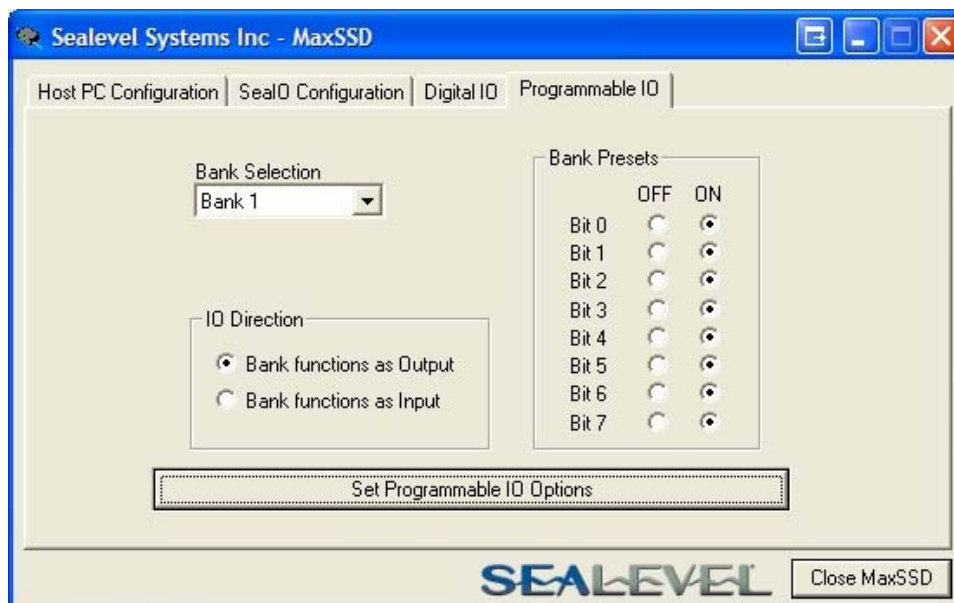 Sealevel Systems Inc - MaxSSD
Host PC Configuration
SeaIO Configuration
Digital IO
Programmable IO
Bank Selection
Bank 1
IO Direction
Bank functions as Output
Bank functions as Input
Bank Presets
OFF ON
Bit 0
Bit 1
Bit 2
Bit 3
Bit 4
Bit 5
Bit 6
Bit 7
Set Programmable IO Options
SEALEVEL
Close MaxSSD